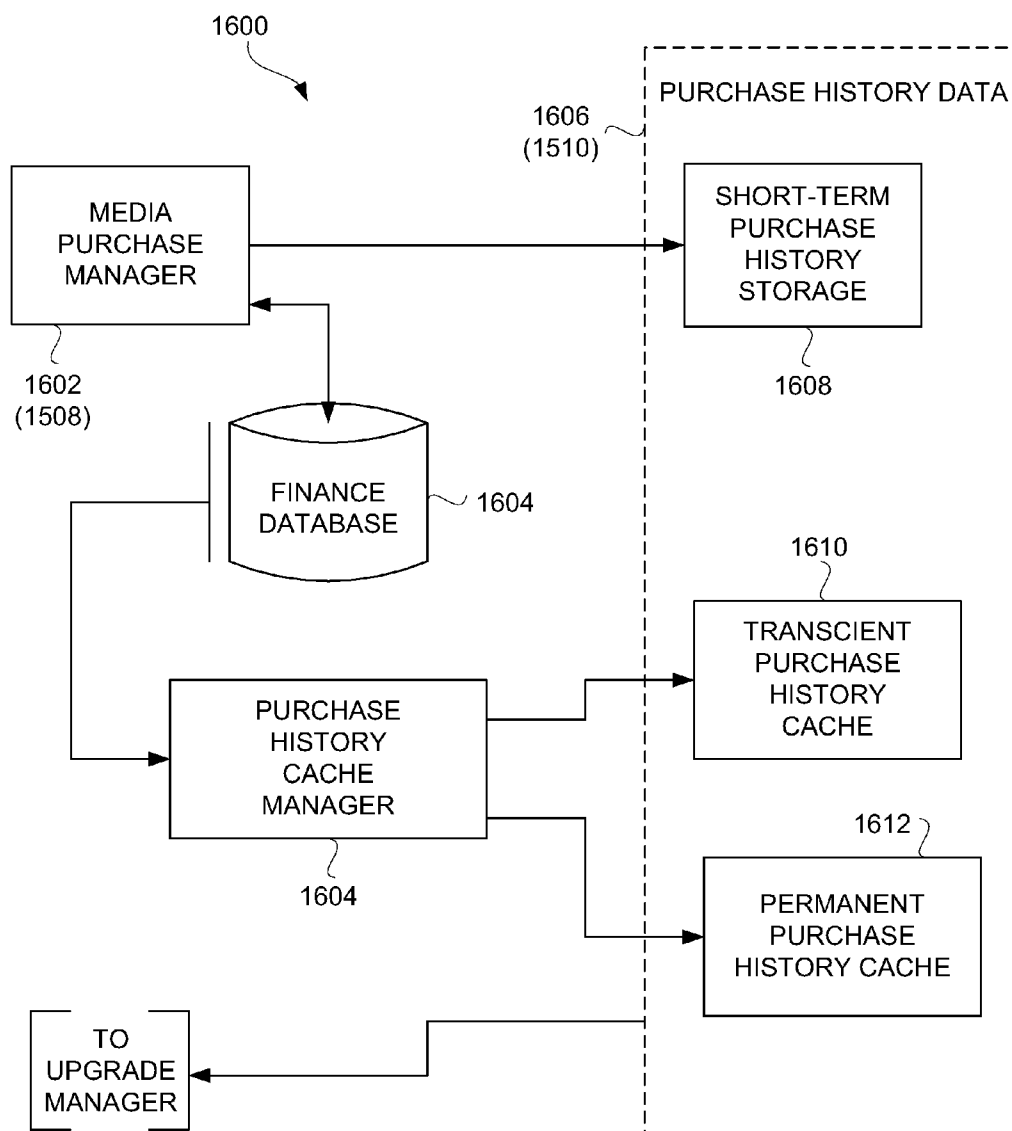 1600
PURCHASE HISTORY DATA
1606
(1510)
MEDIA
PURCHASE
MANAGER
SHORT-TERM
PURCHASE
HISTORY
STORAGE
1602
(1508)
1608
FINANCE
DATABASE
1604
1610
TRANSCIENT
PURCHASE
HISTORY
CACHE
PURCHASE
HISTORY
CACHE
MANAGER
1604
1612
PERMANENT
PURCHASE
HISTORY CACHE
TO
UPGRADE
MANAGER